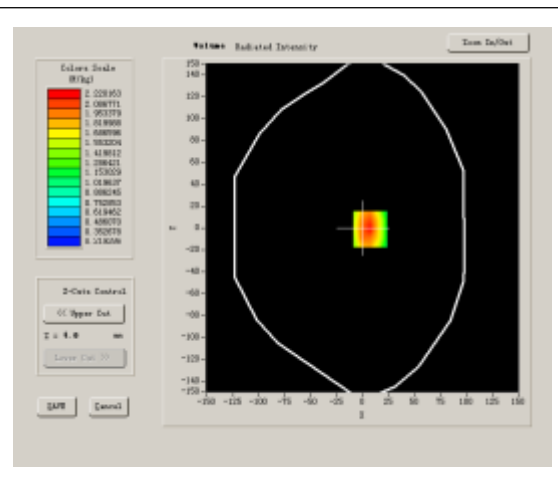 Volume Radiated Intensity
Zoom In/Out
Colors Scale
(W/kg)
2.220163
2.086771
1.953379
1.819988
1.686596
1.553204
1.419812
1.286421
1.153029
1.019637
0.886245
0.752853
0.619462
0.486070
0.352678
0.219286
150
140
120
100
80
60
40
20
0
-20
-40
-60
-80
-100
-120
-140
-150
Y
-150 -125 -100 -75 -50 -25 0 25 50 75 100 125 150
X
Z-Cuts Control
<< Upper Cut
Z = 4.0 mm
Lower Cut >>
SAVE Cancel